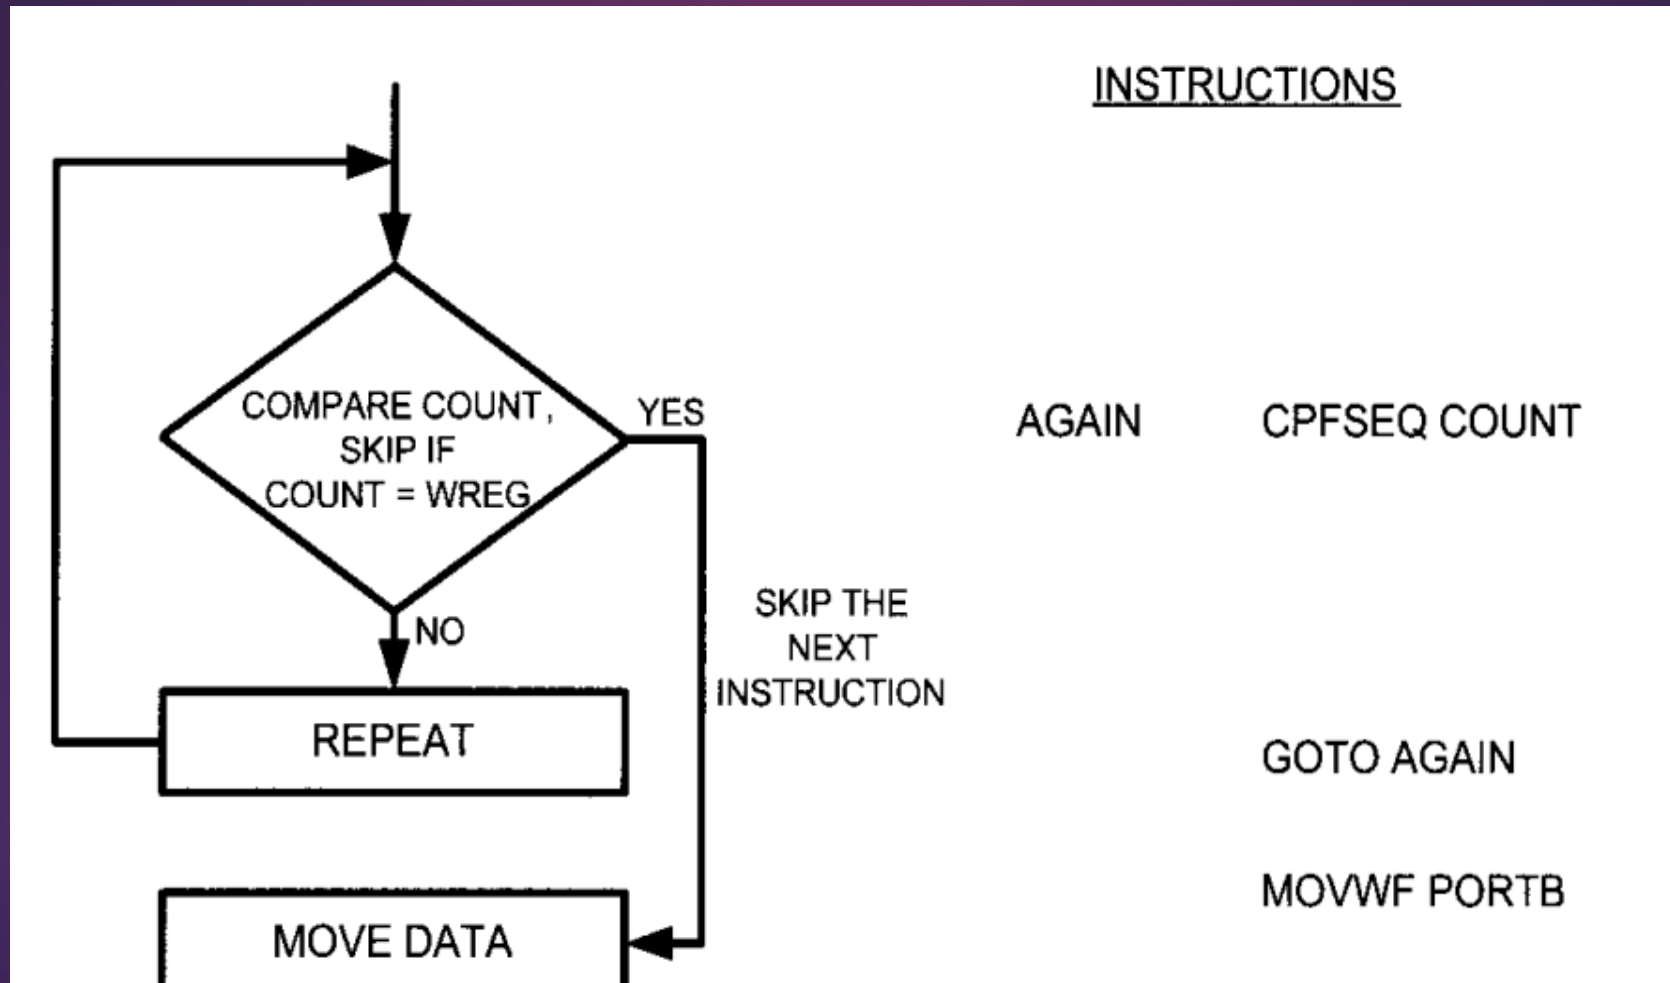 INSTRUCTIONS
COMPARE COUNT,
SKIP IF
COUNT = WREG
YES
AGAIN CPFSEQ COUNT
NO
SKIP THE
NEXT
INSTRUCTION
REPEAT
GOTO AGAIN
MOVWF PORTB
MOVE DATA